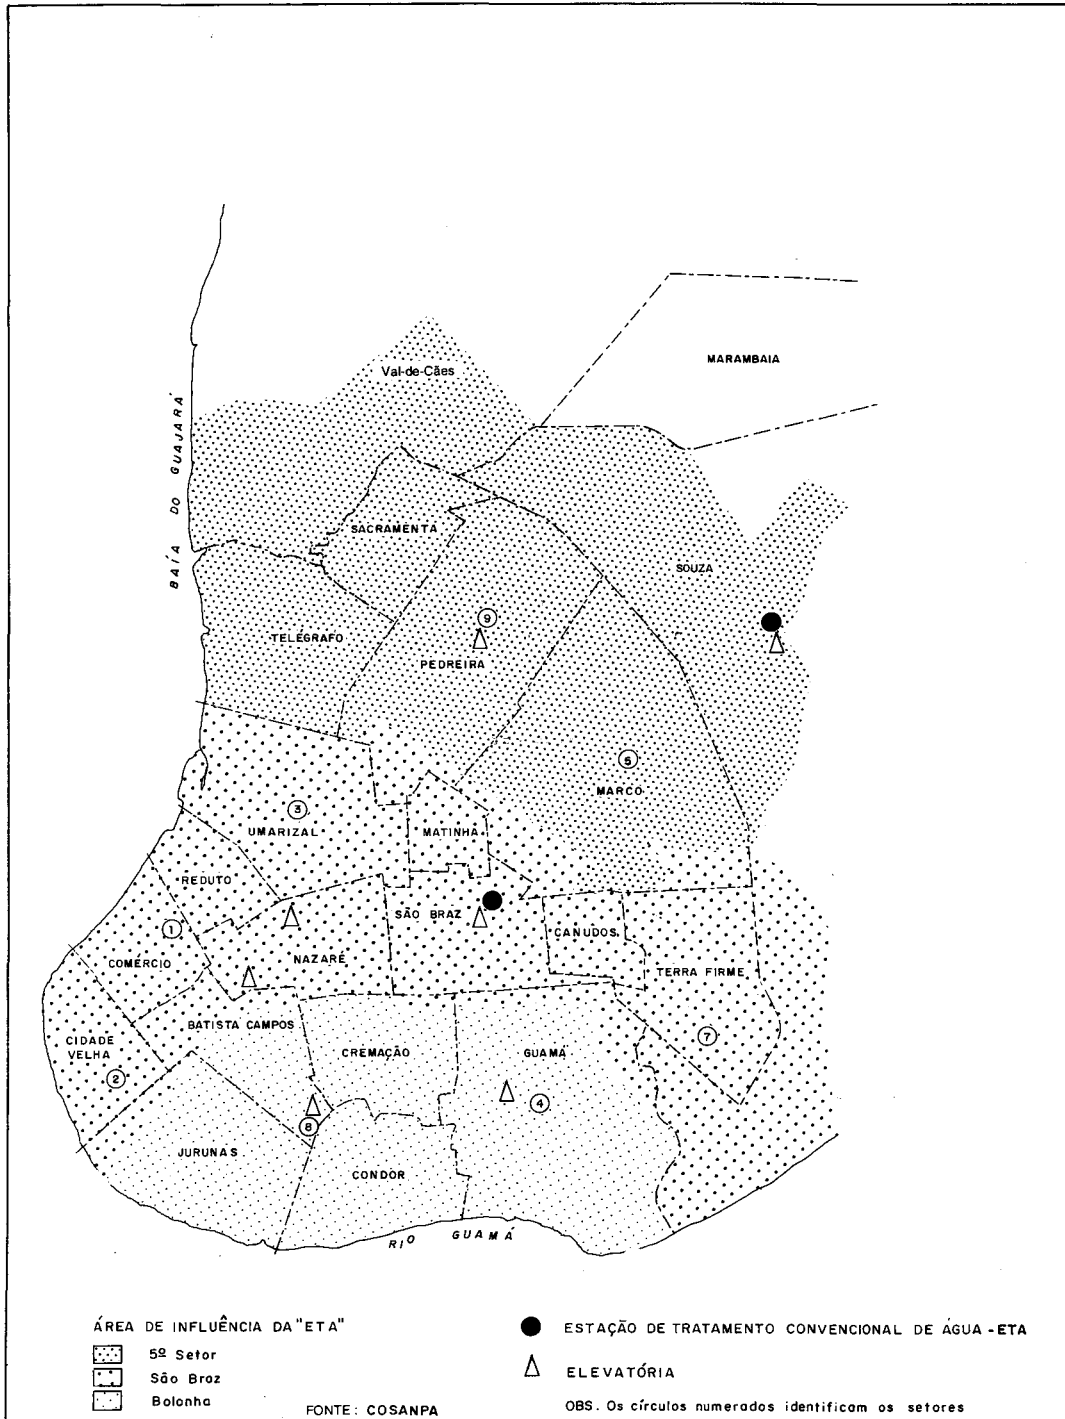 MARAMBAIA
Val-de-Cães
BAÍA DO GUAJARÁ
SACRAMENTA
SOUZA
9
TELÉGRAFO
PEDREIRA
5
MARCO
3
UMARIZAL
MATINHA
REDUTO
SÃO BRAZ
1
CANUDOS
NAZARÉ
COMÉRCIO
TERRA FIRME
BATISTA CAMPOS
CIDADE
VELHA
CREMAÇÃO
GUAMÁ
7
2
4
8
JURUNAS
CONDOR
RIO GUAMÁ
ÁREA DE INFLUÊNCIA DA "ETA"
5º Setor
São Braz
Bolonha
FONTE: COSANPA
ESTAÇÃO DE TRATAMENTO CONVENCIONAL DE ÁGUA - ETA
ELEVATÓRIA
OBS. Os círculos numerados identificam os setores